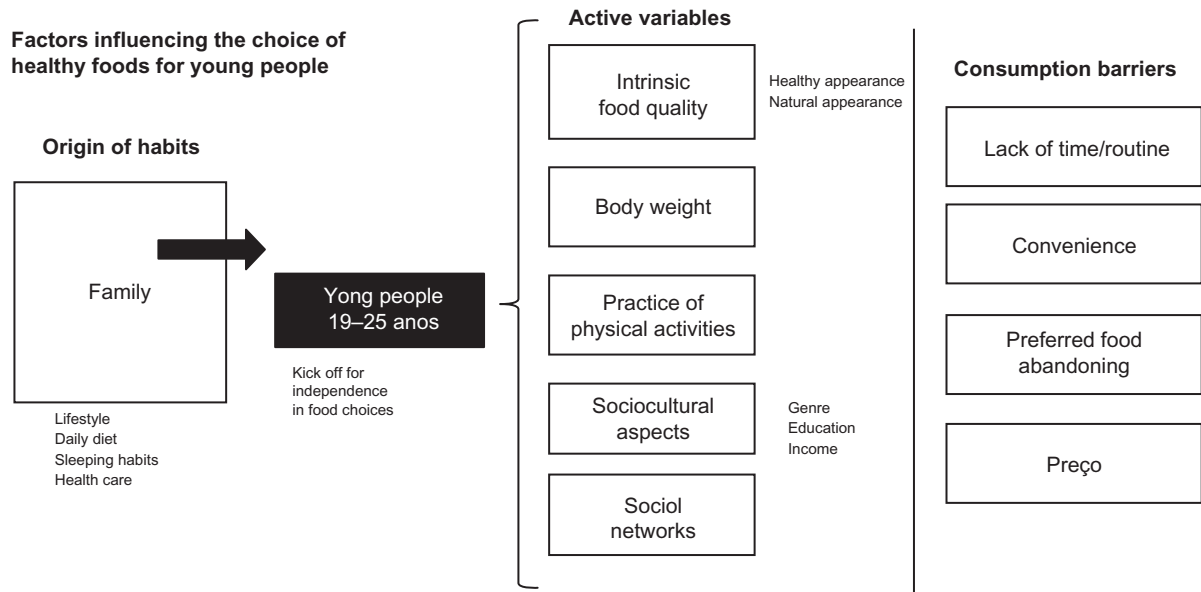 Factors influencing the choice of
healthy foods for young people
Origin of habits
Family
Lifestyle
Daily diet
Sleeping habits
Health care
Yong people
19–25 anos
Kick off for
independence
in food choices
Active variables
Intrinsic
food quality
Healthy appearance
Natural appearance
Body weight
Practice of
physical activities
Sociocultural
aspects
Genre
Education
Income
Sociol
networks
Consumption barriers
Lack of time/routine
Convenience
Preferred food
abandoning
Preço